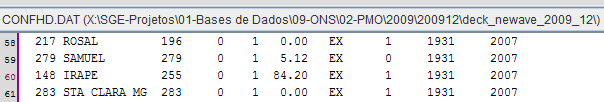 CONFHD.DAT (X:\SGE-Projetos\01-Bases de Dados\09-ONS\02-PMO\2009\200912\deck_newave_2009_12\)
58 217 ROSAL 196 0 1 0.00 EX 1 1931 2007
59 279 SAMUEL 279 0 1 5.12 EX 0 1931 2007
60 148 IRAPE 255 0 1 84.20 EX 1 1931 2007
61 283 STA CLARA MG 283 0 1 0.00 EX 1 1931 2007